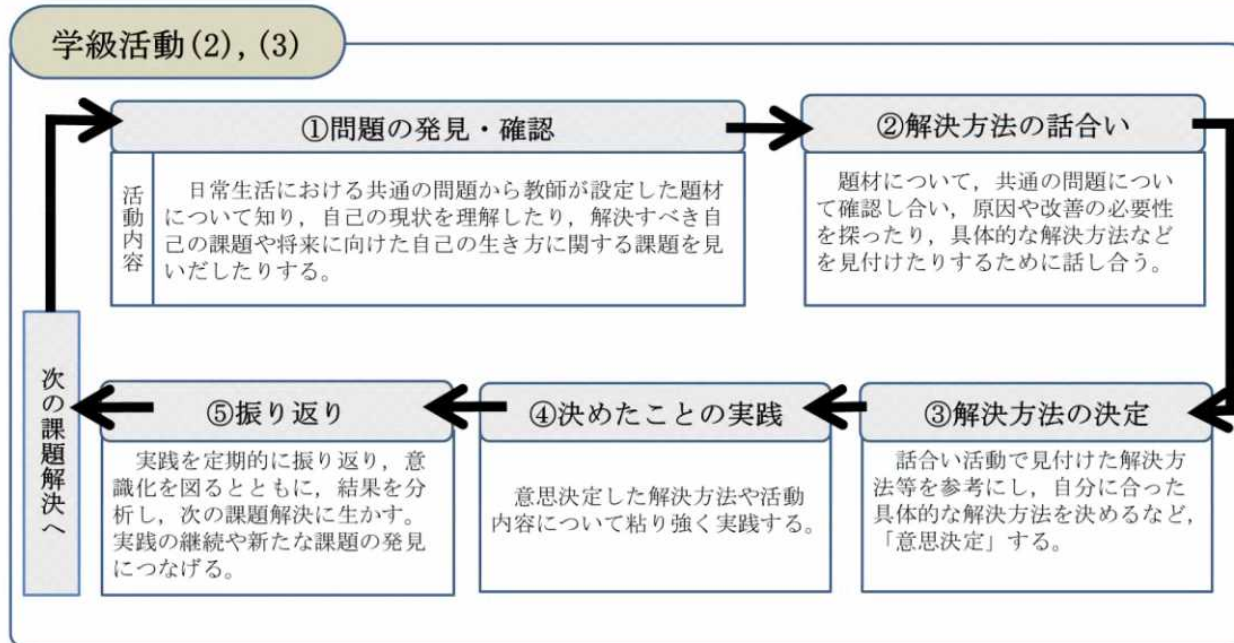 学級活動(2)，(3)
①問題の発見・確認
活動内容
日常生活における共通の問題から教師が設定した題材
について知り，自己の現状を理解したり，解決すべき自
己の課題や将来に向けた自己の生き方に関する課題を見
いだしたりする。
②解決方法の話合い
題材について，共通の問題につい
て確認し合い，原因や改善の必要性
を探ったり，具体的な解決方法など
を見付けたりするために話し合う。
③解決方法の決定
話合い活動で見付けた解決方
法等を参考にし，自分に合った
具体的な解決方法を決めるなど，
「意思決定」する。
④決めたことの実践
意思決定した解決方法や活動
内容について粘り強く実践する。
⑤振り返り
実践を定期的に振り返り，意
識化を図るとともに，結果を分
析し，次の課題解決に生かす。
実践の継続や新たな課題の発見
につなげる。
次の課題解決へ